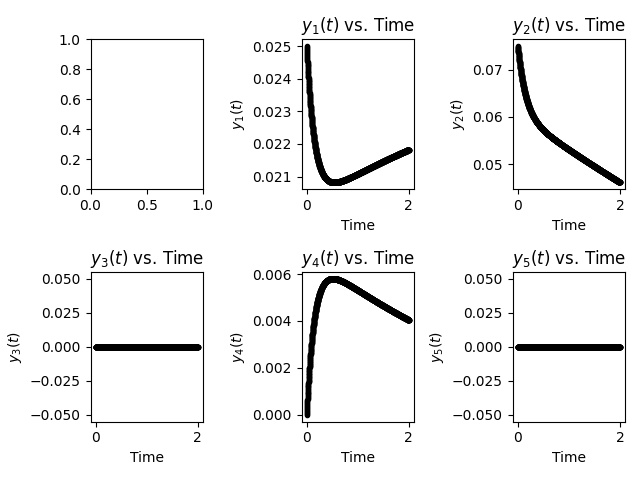 1.0
0.8
0.6
0.4
0.2
0.0
0.0 0.5 1.0
y₁(t) vs. Time
0.025
0.024
0.023
0.022
0.021
y₁(t)
0 2
Time
y₂(t) vs. Time
0.07
0.06
0.05
y₂(t)
0 2
Time
y₃(t) vs. Time
0.050
0.025
0.000
−0.025
−0.050
y₃(t)
0 2
Time
y₄(t) vs. Time
0.006
0.004
0.002
0.000
y₄(t)
0 2
Time
y₅(t) vs. Time
0.050
0.025
0.000
−0.025
−0.050
y₅(t)
0 2
Time